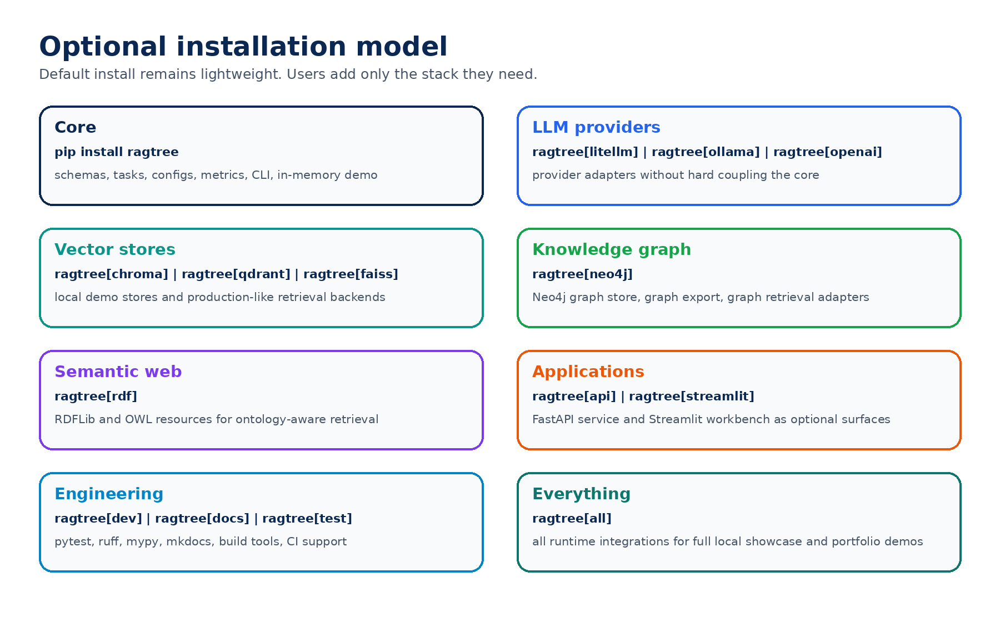 Optional installation model
Default install remains lightweight. Users add only the stack they need.
Core
pip install ragtree
schemas, tasks, configs, metrics, CLI, in-memory demo
LLM providers
ragtree[litellm] | ragtree[ollama] | ragtree[openai]
provider adapters without hard coupling the core
Vector stores
ragtree[chroma] | ragtree[qdrant] | ragtree[faiss]
local demo stores and production-like retrieval backends
Knowledge graph
ragtree[neo4j]
Neo4j graph store, graph export, graph retrieval adapters
Semantic web
ragtree[rdf]
RDFLib and OWL resources for ontology-aware retrieval
Applications
ragtree[api] | ragtree[streamlit]
FastAPI service and Streamlit workbench as optional surfaces
Engineering
ragtree[dev] | ragtree[docs] | ragtree[test]
pytest, ruff, mypy, mkdocs, build tools, CI support
Everything
ragtree[all]
all runtime integrations for full local showcase and portfolio demos